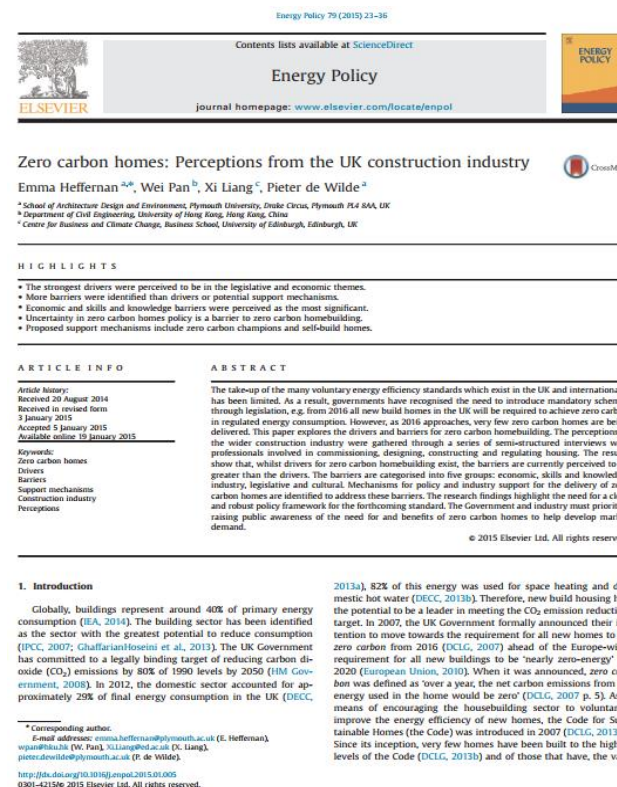 Energy Policy 79 (2015) 23–36
Contents lists available at ScienceDirect
Energy Policy
journal homepage: www.elsevier.com/locate/enpol
ELSEVIER
ENERGY
POLICY
Zero carbon homes: Perceptions from the UK construction industry
CrossM
Emma Heffernan a,*, Wei Pan b, Xi Liang c, Pieter de Wilde a
a School of Architecture Design and Environment, Plymouth University, Drake Circus, Plymouth PL4 8AA, UK
b Department of Civil Engineering, University of Hong Kong, Hong Kong, China
c Centre for Business and Climate Change, Business School, University of Edinburgh, Edinburgh, UK
HIGHLIGHTS
• The strongest drivers were perceived to be in the legislative and economic themes.
• More barriers were identified than drivers or potential support mechanisms.
• Economic and skills and knowledge barriers were perceived as the most significant.
• Uncertainty in zero carbon homes policy is a barrier to zero carbon homebuilding.
• Proposed support mechanisms include zero carbon champions and self-build homes.
ARTICLE INFO
Article history:
Received 20 August 2014
Received in revised form
3 January 2015
Accepted 5 January 2015
Available online 19 January 2015
Keywords:
Zero carbon homes
Drivers
Barriers
Support mechanisms
Construction industry
Perceptions
ABSTRACT
The take-up of the many voluntary energy efficiency standards which exist in the UK and internationa
has been limited. As a result, governments have recognised the need to introduce mandatory schem
through legislation, e.g. from 2016 all new build homes in the UK will be required to achieve zero carb
in regulated energy consumption. However, as 2016 approaches, very few zero carbon homes are bei
delivered. This paper explores the drivers and barriers for zero carbon homebuilding. The perceptions
the wider construction industry were gathered through a series of semi-structured interviews w
professionals involved in commissioning, designing, constructing and regulating housing. The resu
show that, whilst drivers for zero carbon homebuilding exist, the barriers are currently perceived to
greater than the drivers. The barriers are categorised into five groups: economic, skills and knowled
industry, legislative and cultural. Mechanisms for policy and industry support for the delivery of ze
carbon homes are identified to address these barriers. The research findings highlight the need for a cle
and robust policy framework for the forthcoming standard. The Government and industry must priorit
raising public awareness of the need for and benefits of zero carbon homes to help develop mark
demand.
© 2015 Elsevier Ltd. All rights reserve
1. Introduction
Globally, buildings represent around 40% of primary energy
consumption (IEA, 2014). The building sector has been identified
as the sector with the greatest potential to reduce consumption
(IPCC, 2007; GhaffarianHoseini et al., 2013). The UK Government
has committed to a legally binding target of reducing carbon di-
oxide (CO2) emissions by 80% of 1990 levels by 2050 (HM Gov-
ernment, 2008). In 2012, the domestic sector accounted for ap-
proximately 29% of final energy consumption in the UK (DECC,
* Corresponding author.
E-mail addresses: emma.heffernan@plymouth.ac.uk (E. Heffernan),
wpan@hku.hk (W. Pan), Xi.Liang@ed.ac.uk (X. Liang),
pieter.dewilde@plymouth.ac.uk (P. de Wilde).
http://dx.doi.org/10.1016/j.enpol.2015.01.005
0301-4215/© 2015 Elsevier Ltd. All rights reserved.
2013a), 82% of this energy was used for space heating and d
mestic hot water (DECC, 2013b). Therefore, new build housing h
the potential to be a leader in meeting the CO2 emission reducti
target. In 2007, the UK Government formally announced their i
tention to move towards the requirement for all new homes to
zero carbon from 2016 (DCLG, 2007) ahead of the Europe-wi
requirement for all new buildings to be 'nearly zero-energy'
2020 (European Union, 2010). When it was announced, zero c
bon was defined as 'over a year, the net carbon emissions from
energy used in the home would be zero' (DCLG, 2007 p. 5). As
means of encouraging the housebuilding sector to voluntar
improve the energy efficiency of new homes, the Code for Su
tainable Homes (the Code) was introduced in 2007 (DCLG, 2013
Since its inception, very few homes have been built to the high
levels of the Code (DCLG, 2013b) and of those that have, the va